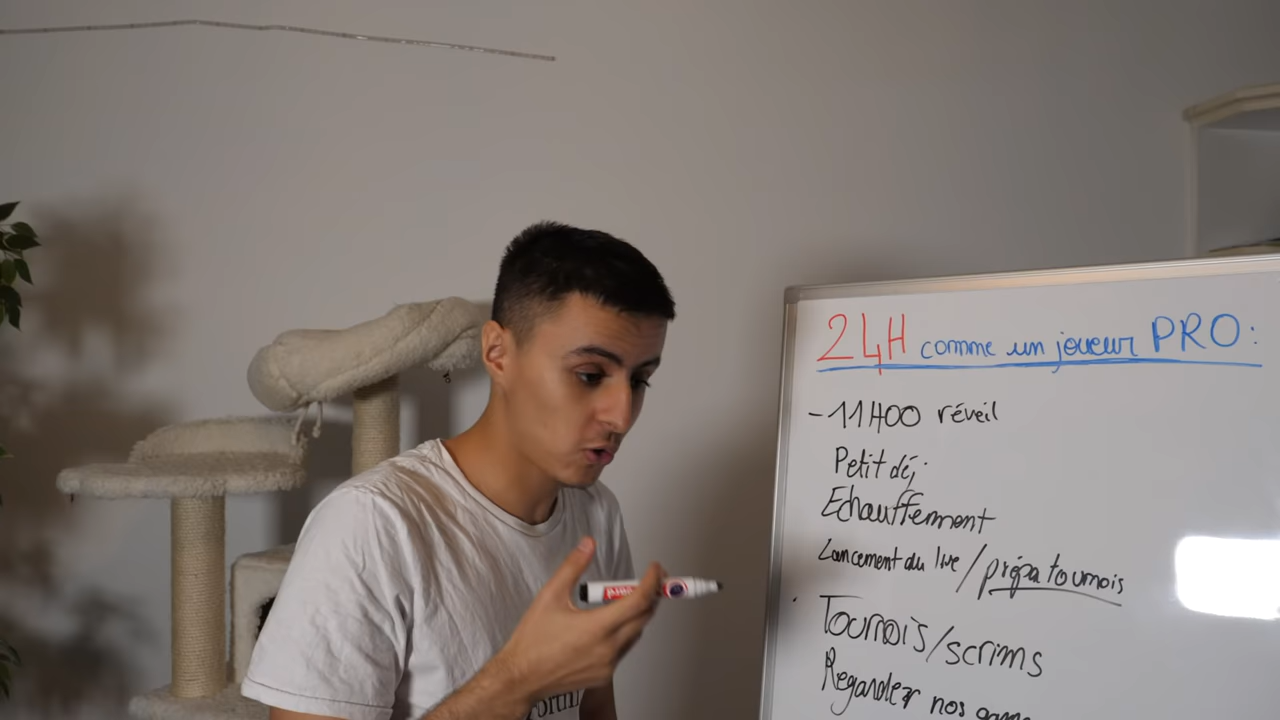 24H comme un joueur PRO:
- 11H00 réveil
Petit déj.
Echauffement
Lancement du live / prépa tournois
Tournois/scrims
Regarder nos